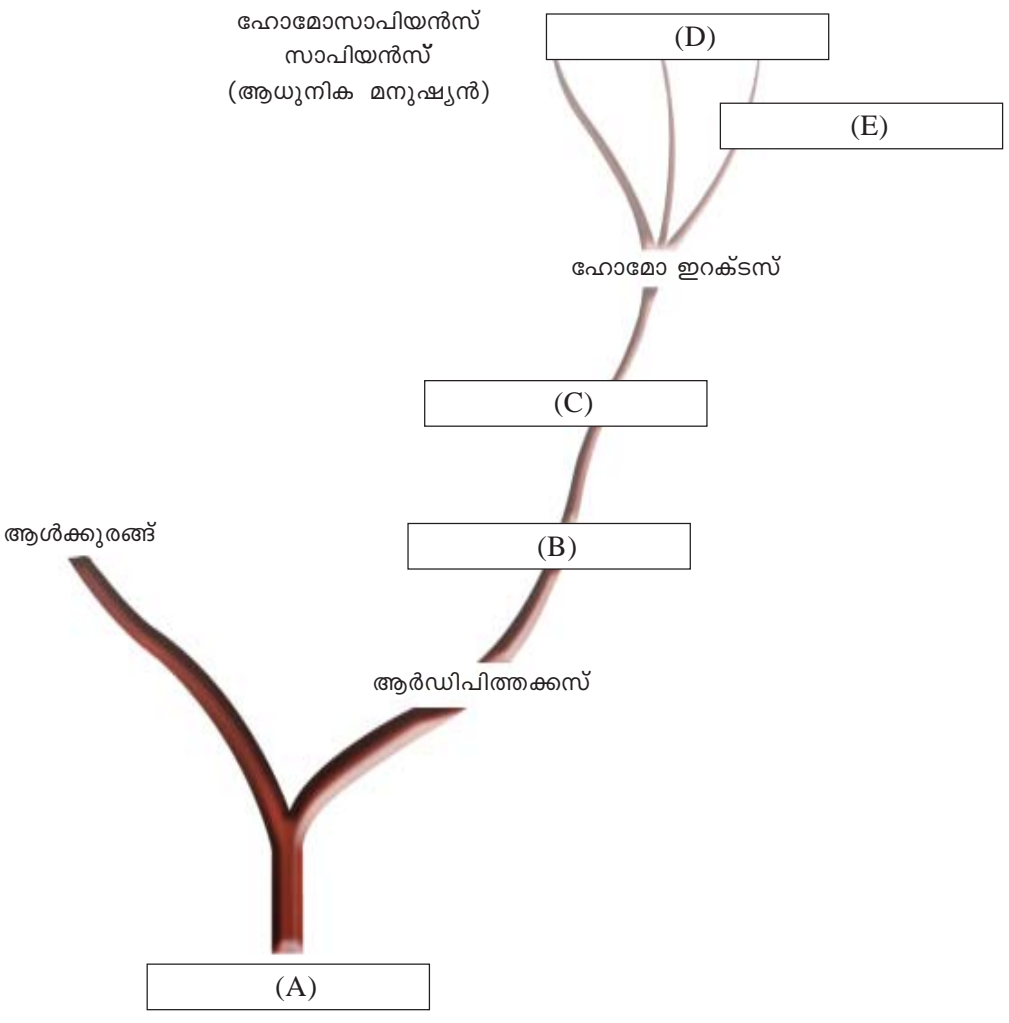 ഹോമോസാപിയൻസ്
സാപിയൻസ്
(ആധുനിക മനുഷ്യൻ)
(D)
(E)
ഹോമോ ഇറക്ടസ്
(C)
ആൾക്കുരങ്ങ്
(B)
ആർഡിപിത്തക്കസ്
(A)